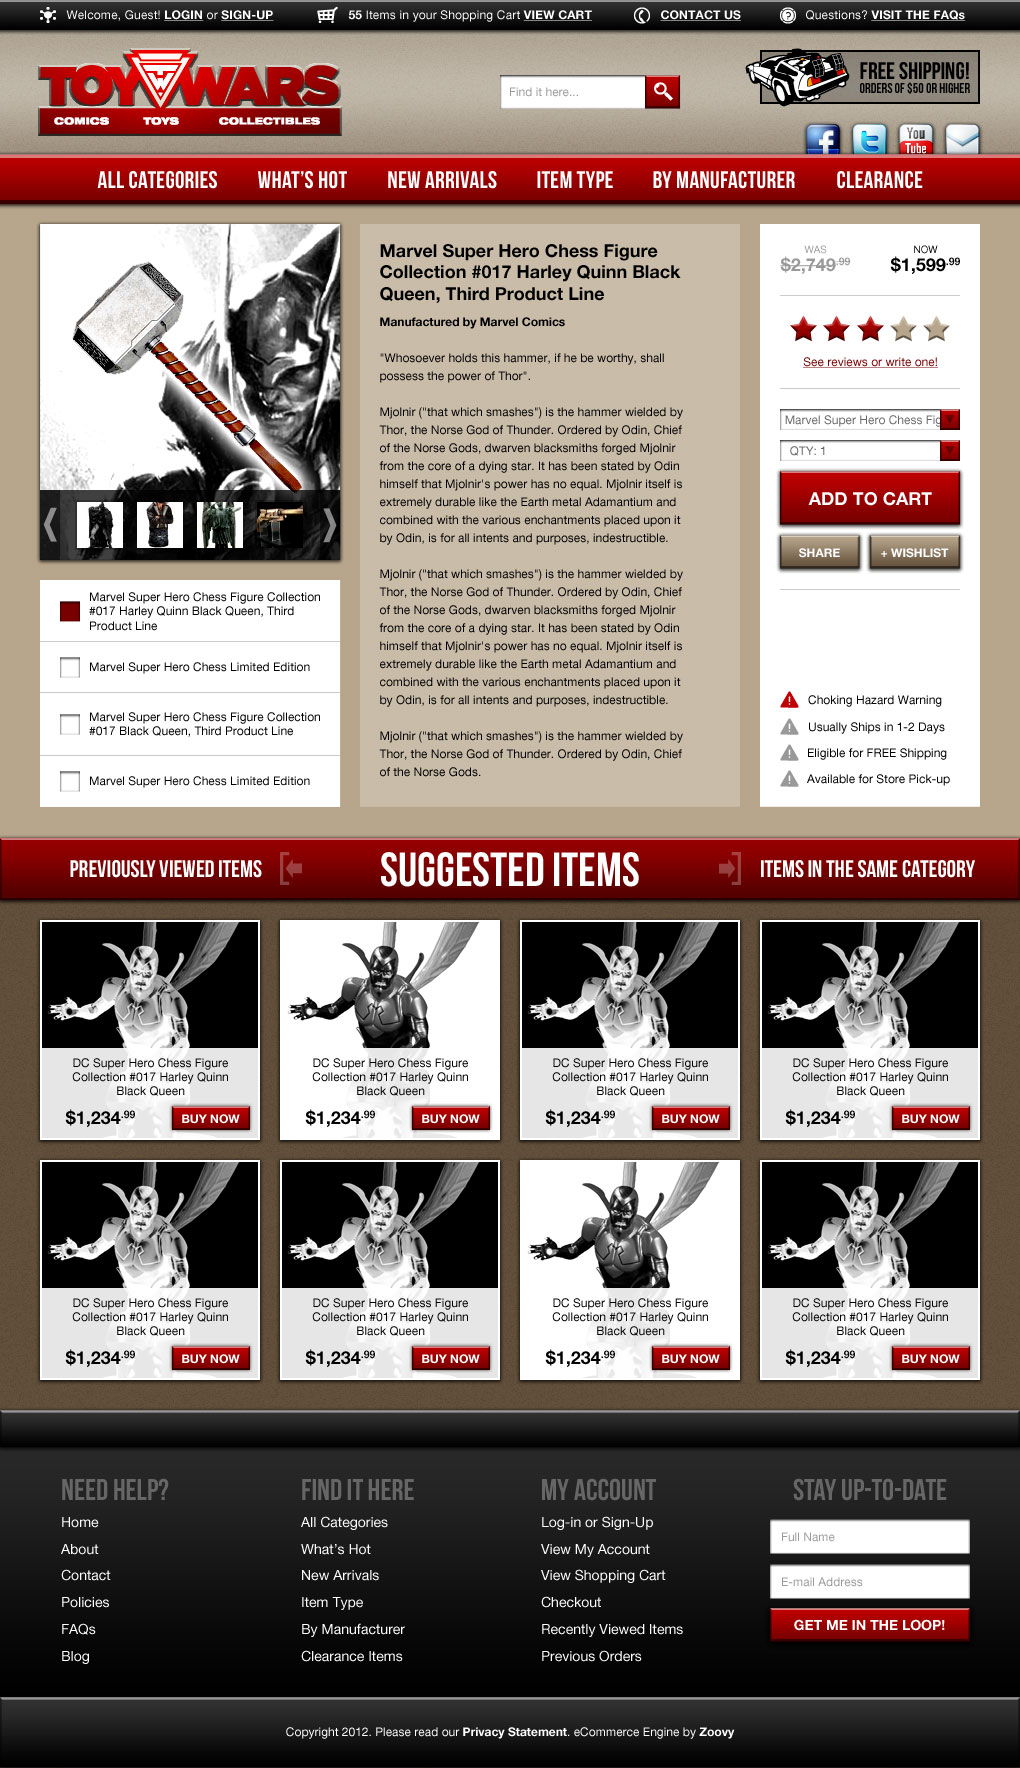 Welcome, Guest! LOGIN or SIGN-UP
55 Items in your Shopping Cart VIEW CART
CONTACT US
Questions? VISIT THE FAQs
TOY WARS
COMICS TOYS COLLECTIBLES
Find it here...
FREE SHIPPING!
ORDERS OF $50 OR HIGHER
You
Tube
ALL CATEGORIES
WHAT'S HOT
NEW ARRIVALS
ITEM TYPE
BY MANUFACTURER
CLEARANCE
Marvel Super Hero Chess Figure
Collection #017 Harley Quinn Black
Queen, Third Product Line
Manufactured by Marvel Comics
"Whosoever holds this hammer, if he be worthy, shall
possess the power of Thor".
Mjolnir ("that which smashes") is the hammer wielded by
Thor, the Norse God of Thunder. Ordered by Odin, Chief
of the Norse Gods, dwarven blacksmiths forged Mjolnir
from the core of a dying star. It has been stated by Odin
himself that Mjolnir's power has no equal. Mjolnir itself is
extremely durable like the Earth metal Adamantium and
combined with the various enchantments placed upon it
by Odin, is for all intents and purposes, indestructible.
Mjolnir ("that which smashes") is the hammer wielded by
Thor, the Norse God of Thunder. Ordered by Odin, Chief
of the Norse Gods, dwarven blacksmiths forged Mjolnir
from the core of a dying star. It has been stated by Odin
himself that Mjolnir's power has no equal. Mjolnir itself is
extremely durable like the Earth metal Adamantium and
combined with the various enchantments placed upon it
by Odin, is for all intents and purposes, indestructible.
Mjolnir ("that which smashes") is the hammer wielded by
Thor, the Norse God of Thunder. Ordered by Odin, Chief
of the Norse Gods.
Marvel Super Hero Chess Figure Collection
#017 Harley Quinn Black Queen, Third
Product Line
Marvel Super Hero Chess Limited Edition
Marvel Super Hero Chess Figure Collection
#017 Black Queen, Third Product Line
Marvel Super Hero Chess Limited Edition
WAS
$2,749.99
NOW
$1,599.99
See reviews or write one!
Marvel Super Hero Chess Fig
QTY: 1
ADD TO CART
SHARE
+ WISHLIST
Choking Hazard Warning
Usually Ships in 1-2 Days
Eligible for FREE Shipping
Available for Store Pick-up
PREVIOUSLY VIEWED ITEMS
SUGGESTED ITEMS
ITEMS IN THE SAME CATEGORY
DC Super Hero Chess Figure
Collection #017 Harley Quinn
Black Queen
$1,234.99 BUY NOW
DC Super Hero Chess Figure
Collection #017 Harley Quinn
Black Queen
$1,234.99 BUY NOW
DC Super Hero Chess Figure
Collection #017 Harley Quinn
Black Queen
$1,234.99 BUY NOW
DC Super Hero Chess Figure
Collection #017 Harley Quinn
Black Queen
$1,234.99 BUY NOW
DC Super Hero Chess Figure
Collection #017 Harley Quinn
Black Queen
$1,234.99 BUY NOW
DC Super Hero Chess Figure
Collection #017 Harley Quinn
Black Queen
$1,234.99 BUY NOW
DC Super Hero Chess Figure
Collection #017 Harley Quinn
Black Queen
$1,234.99 BUY NOW
DC Super Hero Chess Figure
Collection #017 Harley Quinn
Black Queen
$1,234.99 BUY NOW
NEED HELP?
Home
About
Contact
Policies
FAQs
Blog
FIND IT HERE
All Categories
What's Hot
New Arrivals
Item Type
By Manufacturer
Clearance Items
MY ACCOUNT
Log-in or Sign-Up
View My Account
View Shopping Cart
Checkout
Recently Viewed Items
Previous Orders
STAY UP-TO-DATE
Full Name
E-mail Address
GET ME IN THE LOOP!
Copyright 2012. Please read our Privacy Statement. eCommerce Engine by Zoovy